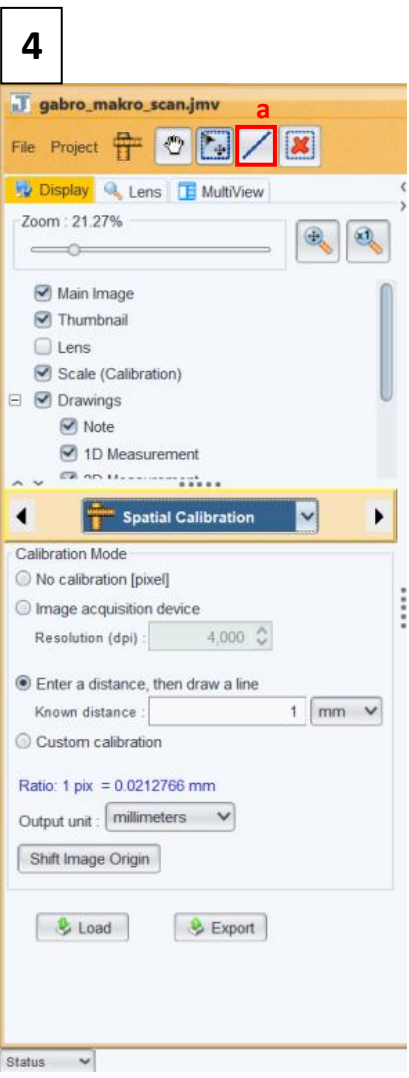 4
gabro_makro_scan.jmv
a
File Project
Display Lens MultiView
Zoom : 21.27%
x1
Main Image
Thumbnail
Lens
Scale (Calibration)
Drawings
Note
1D Measurement
Spatial Calibration
Calibration Mode
No calibration [pixel]
Image acquisition device
Resolution (dpi) : 4,000
Enter a distance, then draw a line
Known distance : 1 mm
Custom calibration
Ratio: 1 pix = 0.0212766 mm
Output unit : millimeters
Shift Image Origin
Load Export
Status